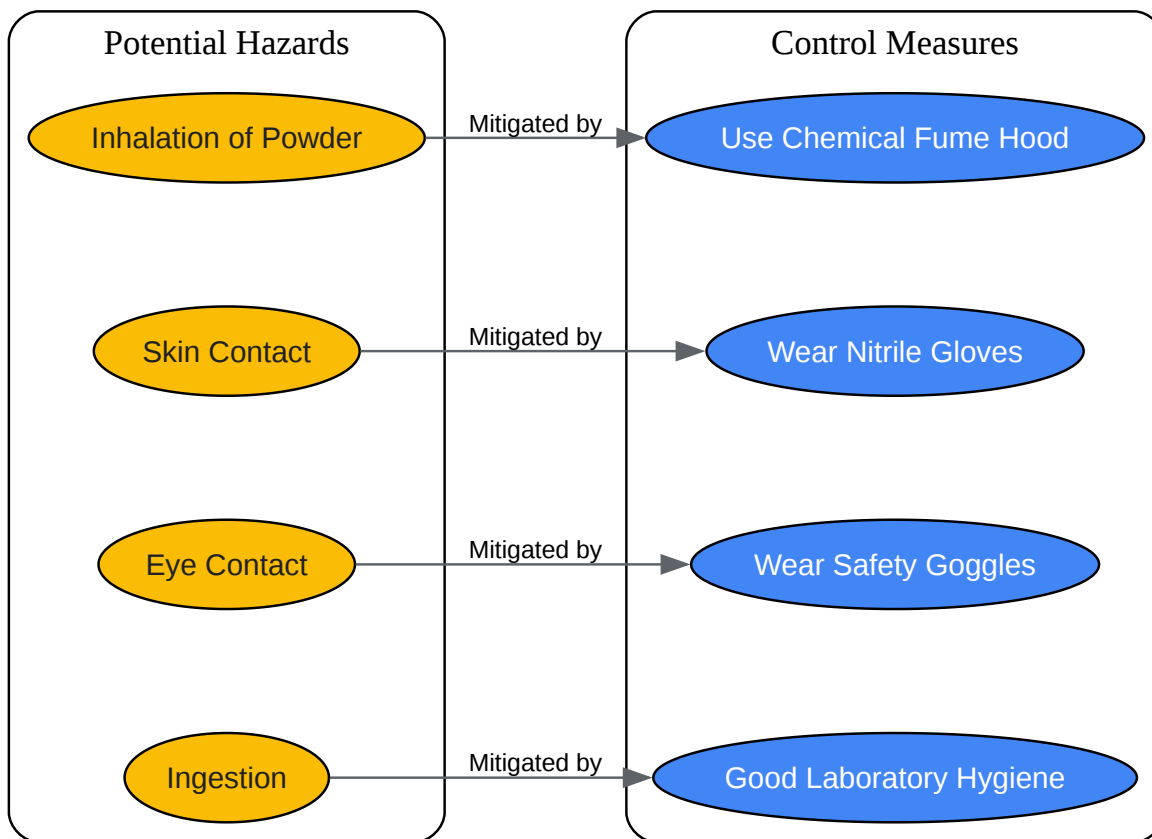 Potential Hazards
Control Measures
Inhalation of Powder
Mitigated by
Use Chemical Fume Hood
Skin Contact
Mitigated by
Wear Nitrile Gloves
Eye Contact
Mitigated by
Wear Safety Goggles
Ingestion
Mitigated by
Good Laboratory Hygiene